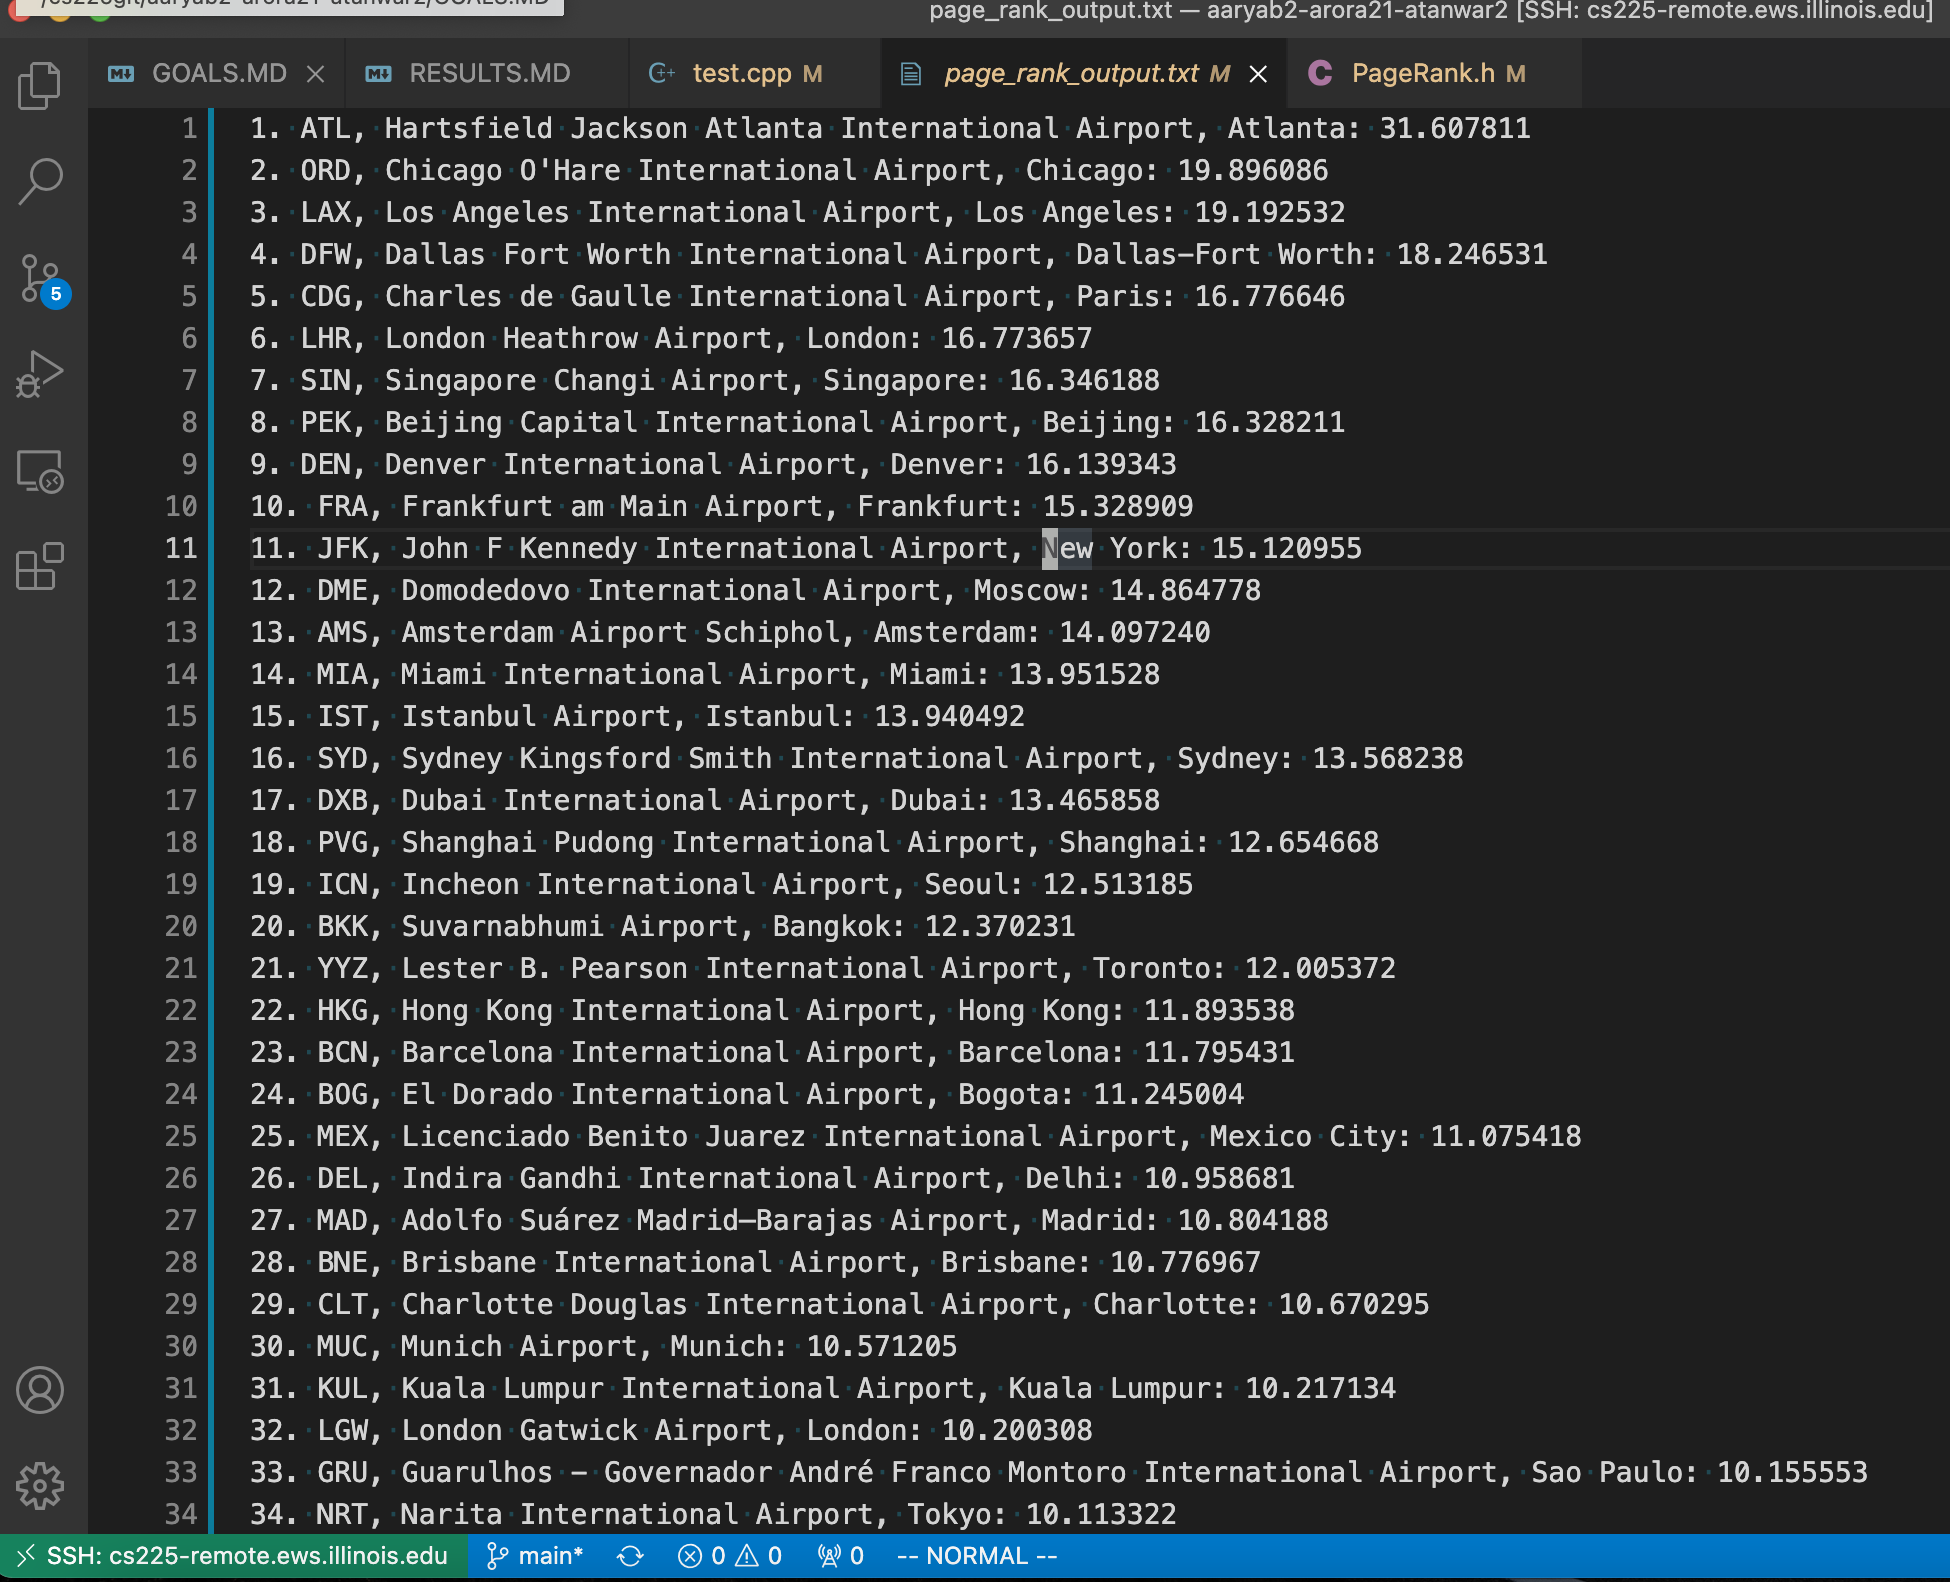 page_rank_output.txt — aaryab2-arora21-atanwar2 [SSH: cs225-remote.ews.illinois.edu]
GOALS.MD RESULTS.MD test.cpp M page_rank_output.txt M PageRank.h M
1 1. ATL, Hartsfield Jackson Atlanta International Airport, Atlanta: 31.607811
2 2. ORD, Chicago O'Hare International Airport, Chicago: 19.896086
3 3. LAX, Los Angeles International Airport, Los Angeles: 19.192532
4 4. DFW, Dallas Fort Worth International Airport, Dallas-Fort Worth: 18.246531
5 5. CDG, Charles de Gaulle International Airport, Paris: 16.776646
6 6. LHR, London Heathrow Airport, London: 16.773657
7 7. SIN, Singapore Changi Airport, Singapore: 16.346188
8 8. PEK, Beijing Capital International Airport, Beijing: 16.328211
9 9. DEN, Denver International Airport, Denver: 16.139343
10 10. FRA, Frankfurt am Main Airport, Frankfurt: 15.328909
11 11. JFK, John F Kennedy International Airport, New York: 15.120955
12 12. DME, Domodedovo International Airport, Moscow: 14.864778
13 13. AMS, Amsterdam Airport Schiphol, Amsterdam: 14.097240
14 14. MIA, Miami International Airport, Miami: 13.951528
15 15. IST, Istanbul Airport, Istanbul: 13.940492
16 16. SYD, Sydney Kingsford Smith International Airport, Sydney: 13.568238
17 17. DXB, Dubai International Airport, Dubai: 13.465858
18 18. PVG, Shanghai Pudong International Airport, Shanghai: 12.654668
19 19. ICN, Incheon International Airport, Seoul: 12.513185
20 20. BKK, Suvarnabhumi Airport, Bangkok: 12.370231
21 21. YYZ, Lester B. Pearson International Airport, Toronto: 12.005372
22 22. HKG, Hong Kong International Airport, Hong Kong: 11.893538
23 23. BCN, Barcelona International Airport, Barcelona: 11.795431
24 24. BOG, El Dorado International Airport, Bogota: 11.245004
25 25. MEX, Licenciado Benito Juarez International Airport, Mexico City: 11.075418
26 26. DEL, Indira Gandhi International Airport, Delhi: 10.958681
27 27. MAD, Adolfo Suárez Madrid–Barajas Airport, Madrid: 10.804188
28 28. BNE, Brisbane International Airport, Brisbane: 10.776967
29 29. CLT, Charlotte Douglas International Airport, Charlotte: 10.670295
30 30. MUC, Munich Airport, Munich: 10.571205
31 31. KUL, Kuala Lumpur International Airport, Kuala Lumpur: 10.217134
32 32. LGW, London Gatwick Airport, London: 10.200308
33 33. GRU, Guarulhos - Governador André Franco Montoro International Airport, Sao Paulo: 10.155553
34 34. NRT, Narita International Airport, Tokyo: 10.113322
5
SSH: cs225-remote.ews.illinois.edu main* 0 0 0 -- NORMAL --